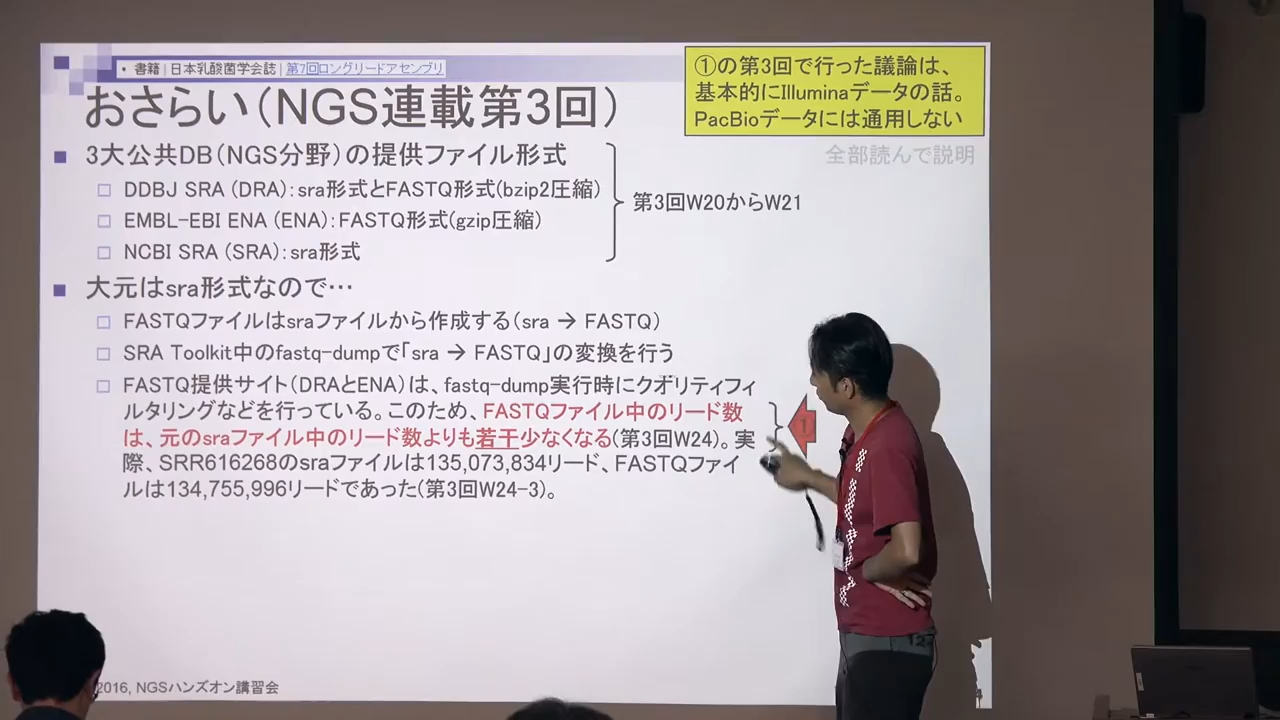 • 書籍 | 日本乳酸菌学会誌 | 第7回ロングリードアセンブリ
おさらい(NGS連載第3回)
①の第3回で行った議論は、
基本的にIlluminaデータの話。
PacBioデータには通用しない
全部読んで説明
3大公共DB(NGS分野)の提供ファイル形式
DDBJ SRA (DRA):sra形式とFASTQ形式(bzip2圧縮)
EMBL-EBI ENA (ENA):FASTQ形式(gzip圧縮)
NCBI SRA (SRA):sra形式
第3回W20からW21
大元はsra形式なので…
FASTQファイルはsraファイルから作成する(sra → FASTQ)
SRA Toolkit中のfastq-dumpで「sra → FASTQ」の変換を行う
FASTQ提供サイト(DRAとENA)は、fastq-dump実行時にクオリティフィ
ルタリングなどを行っている。このため、FASTQファイル中のリード数
は、元のsraファイル中のリード数よりも若干少なくなる(第3回W24)。実
際、SRR616268のsraファイルは135,073,834リード、FASTQファイ
ルは134,755,996リードであった(第3回W24-3)。
1
2016, NGSハンズオン講習会